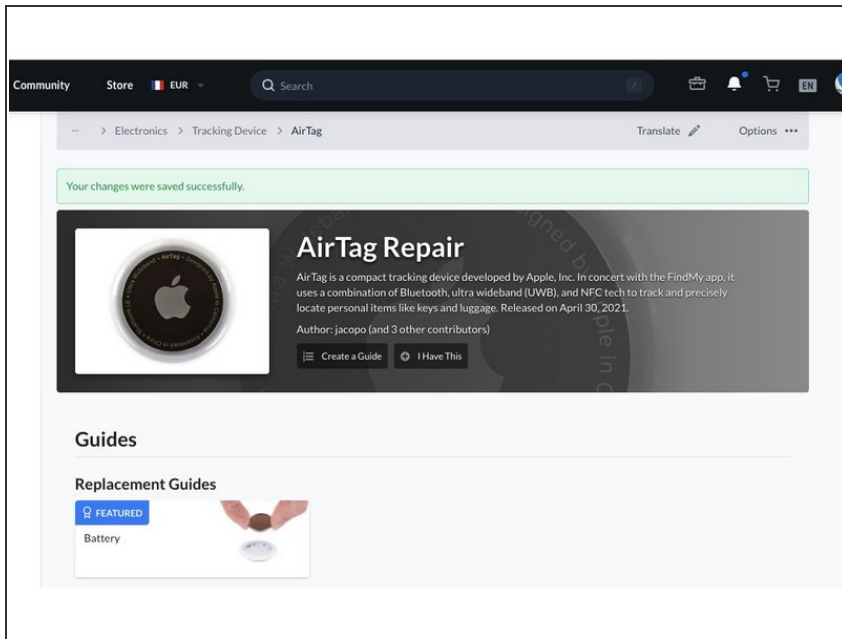 Community Store EUR Search / EN
... > Electronics > Tracking Device > AirTag Translate Options •••
Your changes were saved successfully.
AirTag Repair
AirTag is a compact tracking device developed by Apple, Inc. In concert with the FindMy app, it
uses a combination of Bluetooth, ultra wideband (UWB), and NFC tech to track and precisely
locate personal items like keys and luggage. Released on April 30, 2021.
Author: jacopo (and 3 other contributors)
Create a Guide I Have This
Guides
Replacement Guides
FEATURED
Battery